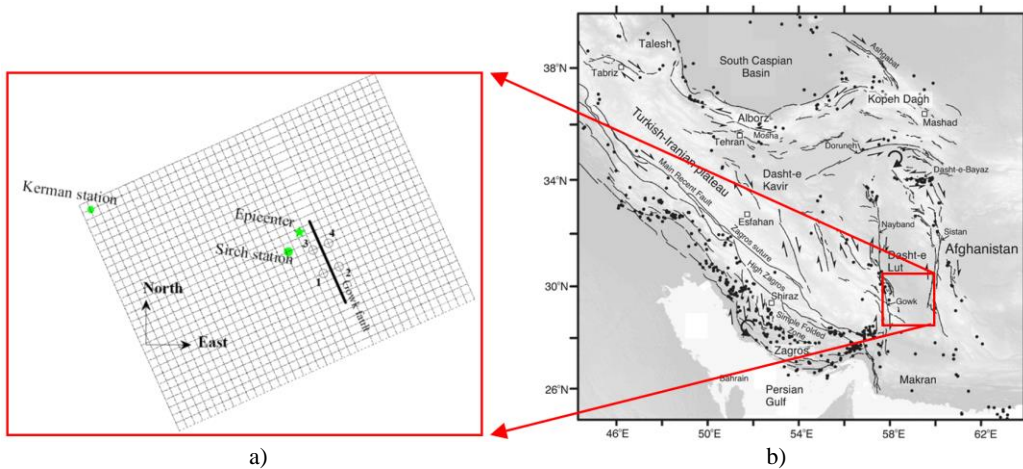 Kerman station
Epicenter
Sirch station
3
4
2
1
Gowk fault
North
East
a)
38°N
34°N
30°N
26°N
46°E
50°E
54°E
58°E
62°E
Talesh
Tabriz
South Caspian
Basin
Ashgabat
Kopeh Dagh
Mashad
Alborz
Mosha
Tehran
Doruneh
Turkish-Iranian plateau
Dasht-e
Kavir
Dasht-e-Bayaz
Main Recent Fault
Esfahan
Nayband
Sistan
Afghanistan
Zagros suture
Dasht-e
Lut
High Zagros
Shiraz
Gowk
Simple Folded
zone
Zagros
Bahrain
Persian
Gulf
Makran
b)